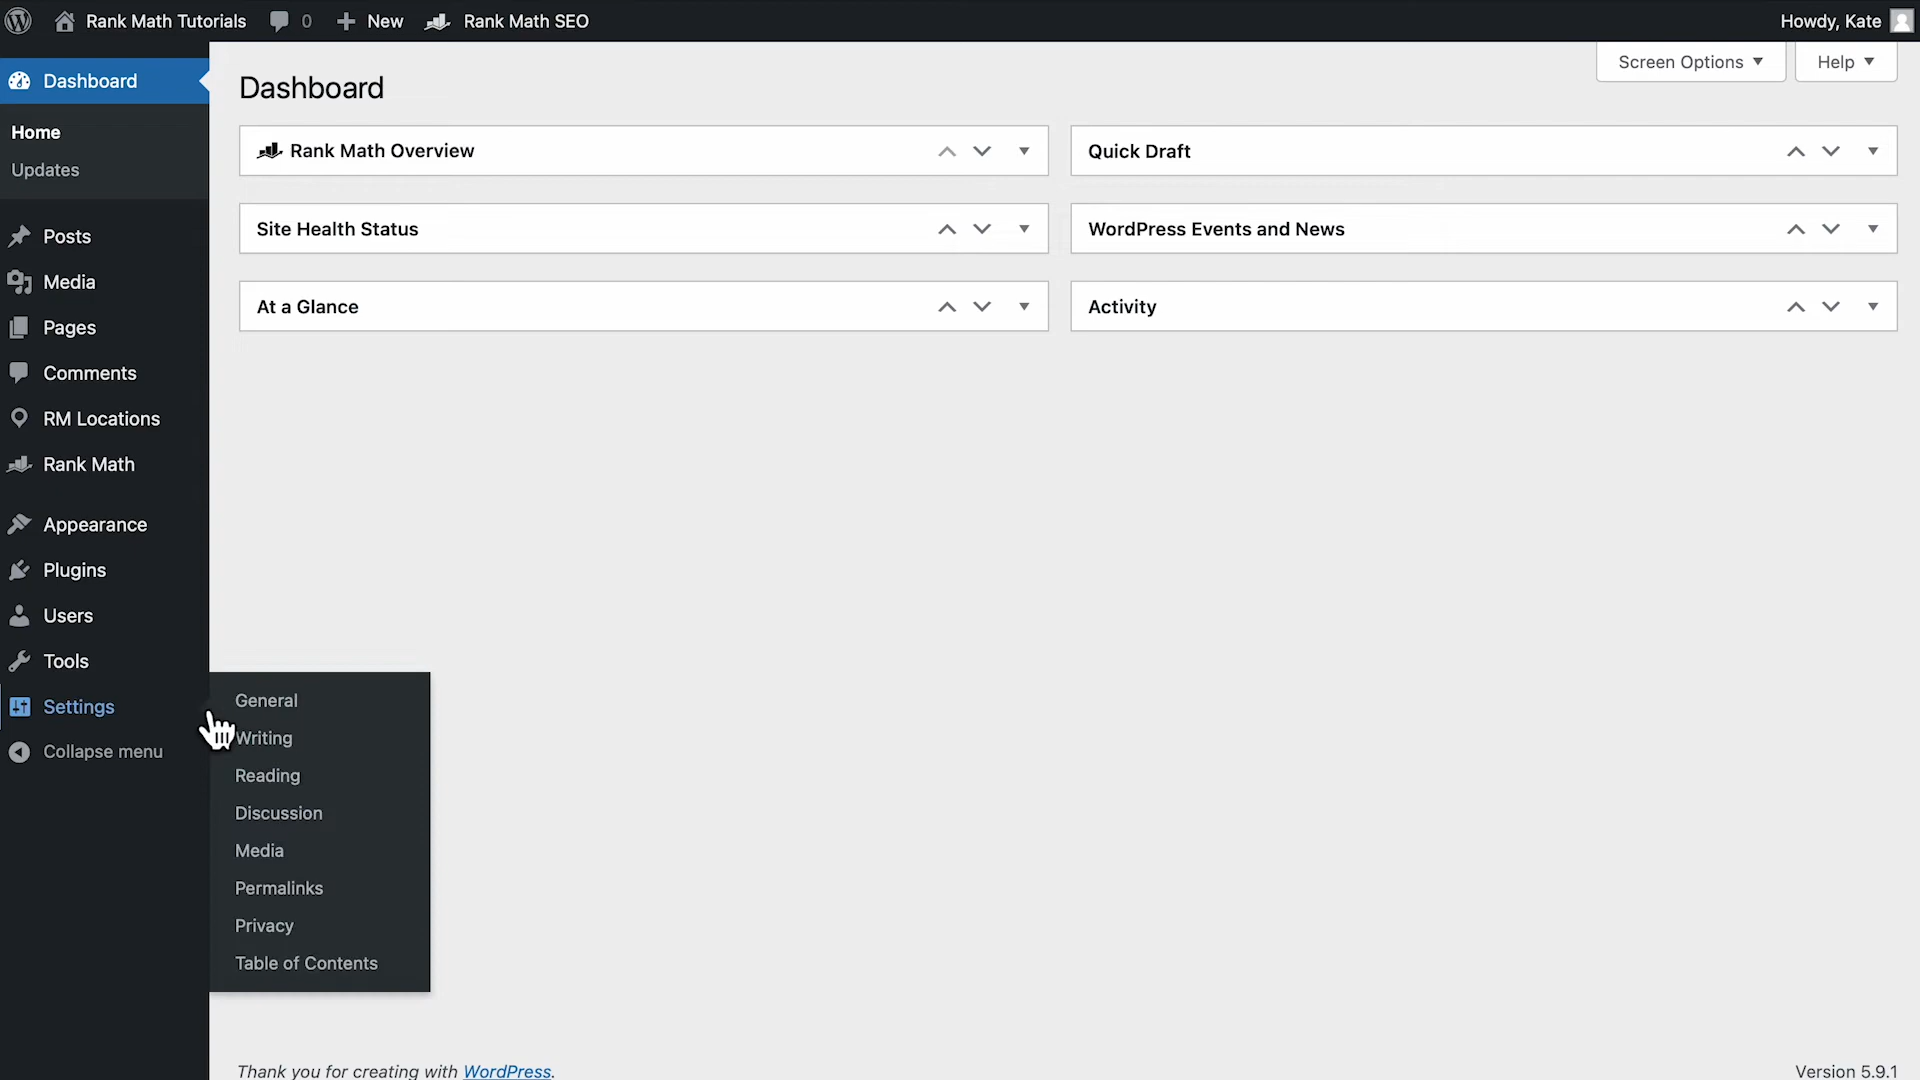 Rank Math Tutorials 0 New Rank Math SEO Howdy, Kate
Screen Options Help
Dashboard
Home
Updates
Posts
Media
Pages
Comments
RM Locations
Rank Math
Appearance
Plugins
Users
Tools
Settings
Collapse menu
General
Writing
Reading
Discussion
Media
Permalinks
Privacy
Table of Contents
Dashboard
Rank Math Overview
Quick Draft
Site Health Status
WordPress Events and News
At a Glance
Activity
Thank you for creating with WordPress.
Version 5.9.1